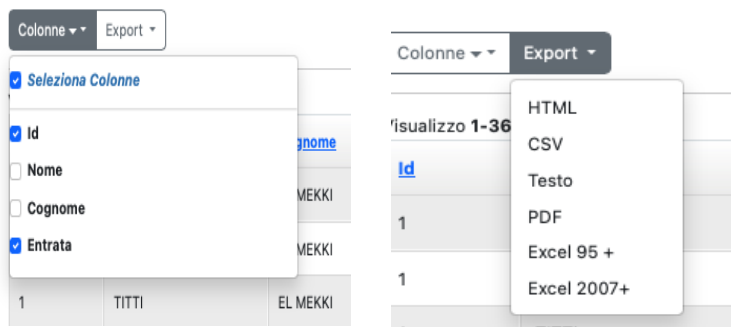 Colonne Export
Seleziona Colonne
Id
Nome
Cognome
Entrata
gnome
MEKKI
MEKKI
1 TITTI EL MEKKI
Colonne Export
HTML
CSV
Testo
PDF
Excel 95 +
Excel 2007+
isualizzo 1-36
Id
1
1